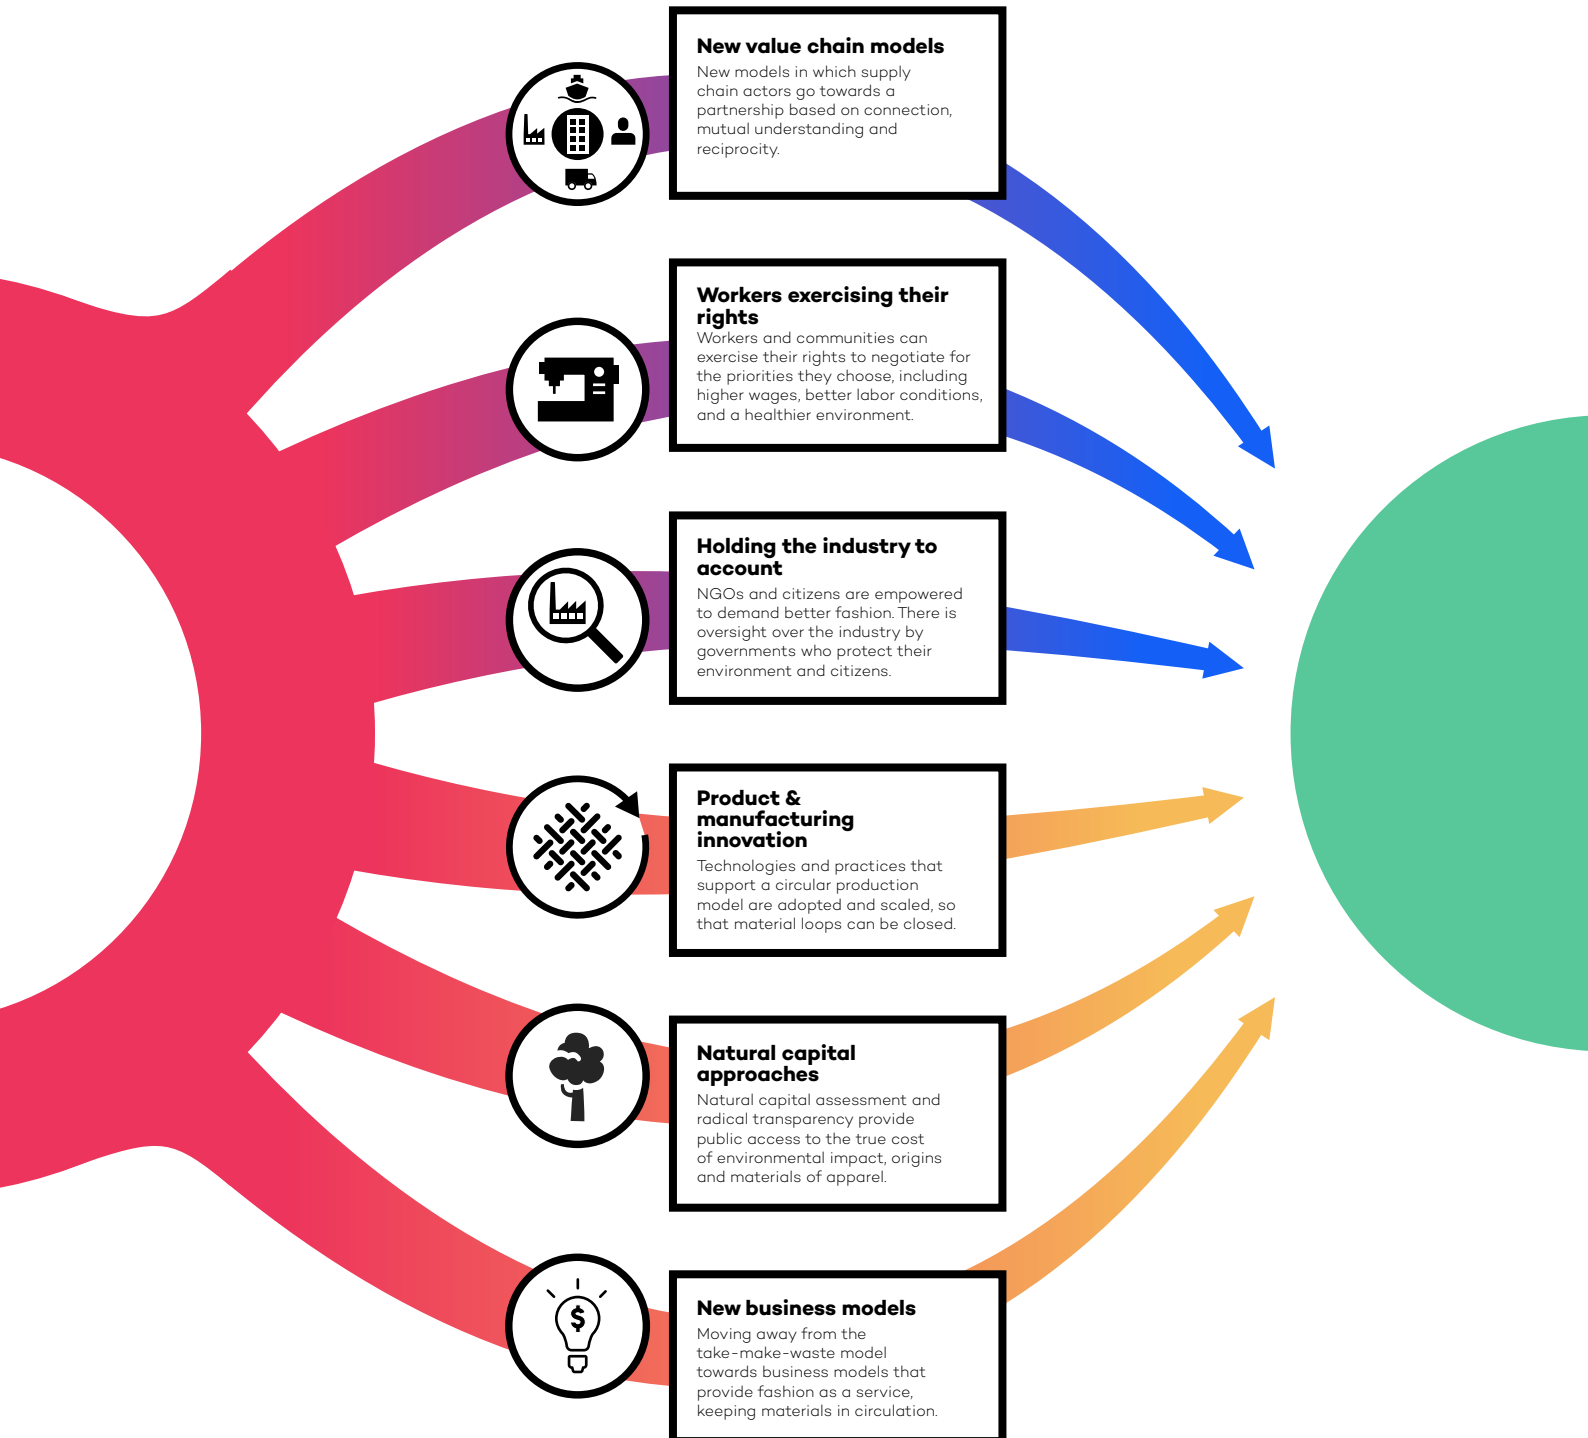 New value chain models
New models in which supply
chain actors go towards a
partnership based on connection,
mutual understanding and
reciprocity.
Workers exercising their
rights
Workers and communities can
exercise their rights to negotiate for
the priorities they choose, including
higher wages, better labor conditions,
and a healthier environment.
Holding the industry to
account
NGOs and citizens are empowered
to demand better fashion. There is
oversight over the industry by
governments who protect their
environment and citizens.
Product &
manufacturing
innovation
Technologies and practices that
support a circular production
model are adopted and scaled, so
that material loops can be closed.
Natural capital
approaches
Natural capital assessment and
radical transparency provide
public access to the true cost
of environmental impact, origins
and materials of apparel.
$
New business models
Moving away from the
take-make-waste model
towards business models that
provide fashion as a service,
keeping materials in circulation.